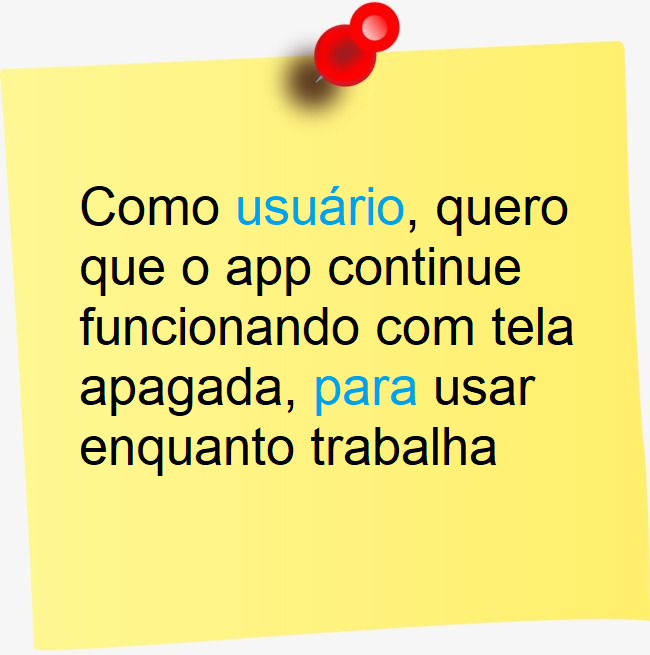 Como usuário, quero
que o app continue
funcionando com tela
apagada, para usar
enquanto trabalha